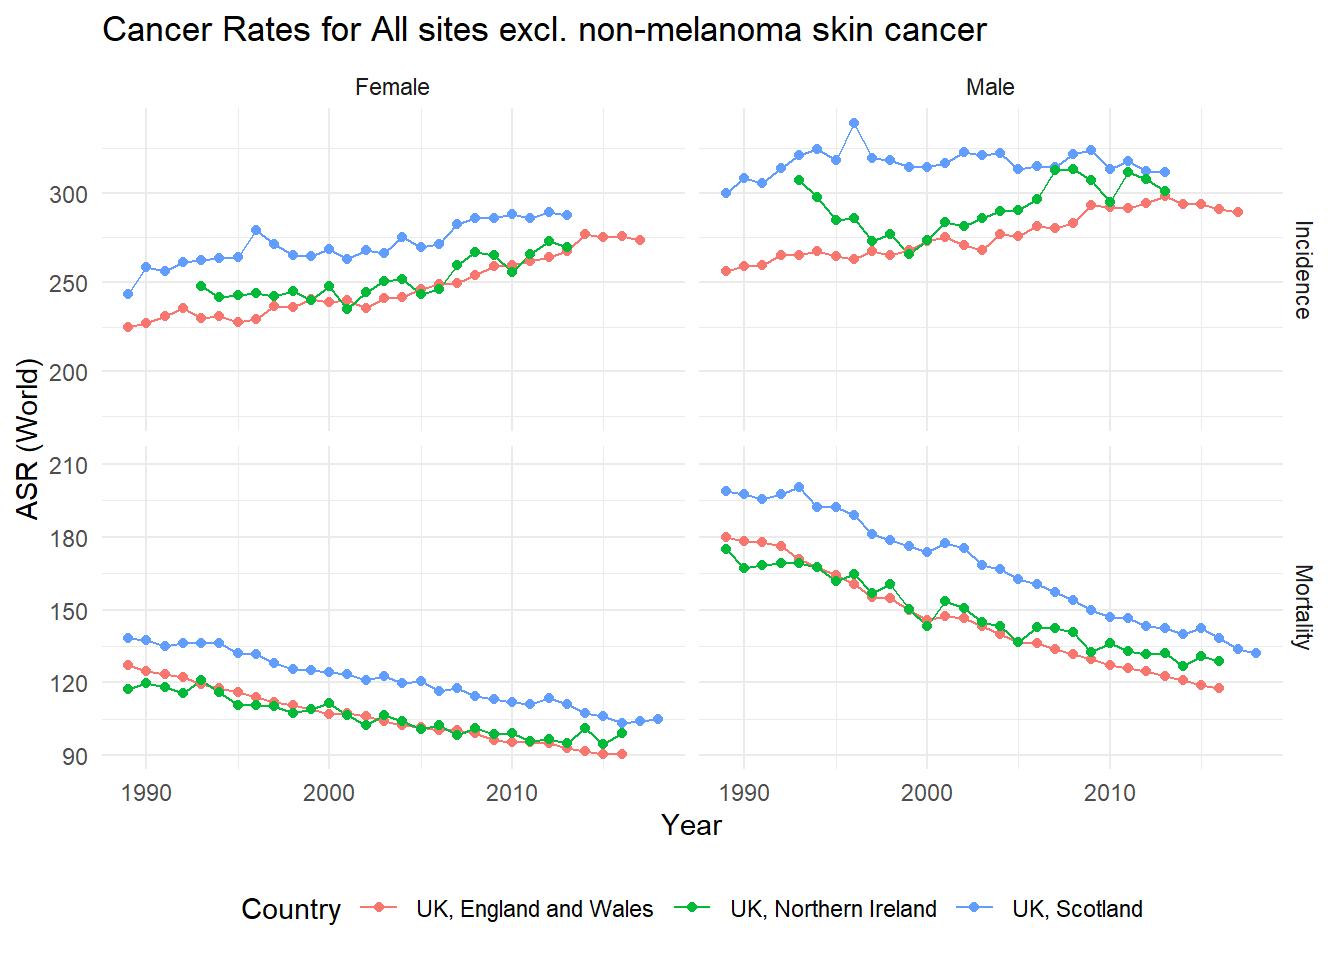 Cancer Rates for All sites excl. non-melanoma skin cancer
Female
Male
300
250
200
Incidence
ASR (World)
210
180
150
120
90
Mortality
1990
2000
2010
1990
2000
2010
Year
Country
UK, England and Wales
UK, Northern Ireland
UK, Scotland